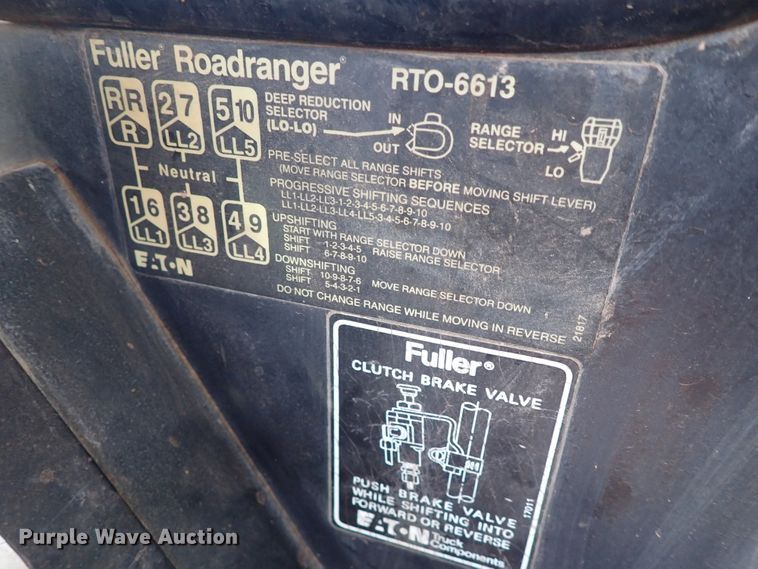 Fuller® Roadranger® RTO-6613
R R R
2 7 LL2
5 10 LL5
Neutral
1 6 LL1
3 8 LL3
4 9 LL4
EATON
DEEP REDUCTION
SELECTOR
(LO-LO)
IN
OUT
RANGE
SELECTOR
HI
LO
PRE-SELECT ALL RANGE SHIFTS
(MOVE RANGE SELECTOR BEFORE MOVING SHIFT LEVER)
PROGRESSIVE SHIFTING SEQUENCES
LL1-LL2-LL3-1-2-3-4-5-6-7-8-9-10
LL1-LL2-LL3-LL4-LL5-3-4-5-6-7-8-9-10
UPSHIFTING
START WITH RANGE SELECTOR DOWN
SHIFT 1-2-3-4-5 RAISE RANGE SELECTOR
SHIFT 6-7-8-9-10
DOWNSHIFTING
SHIFT 10-9-8-7-6 MOVE RANGE SELECTOR DOWN
SHIFT 5-4-3-2-1
DO NOT CHANGE RANGE WHILE MOVING IN REVERSE
21817
Fuller®
CLUTCH BRAKE VALVE
PUSH BRAKE VALVE
WHILE SHIFTING INTO
FORWARD OR REVERSE
EATON Truck
Components
17011
Purple Wave Auction